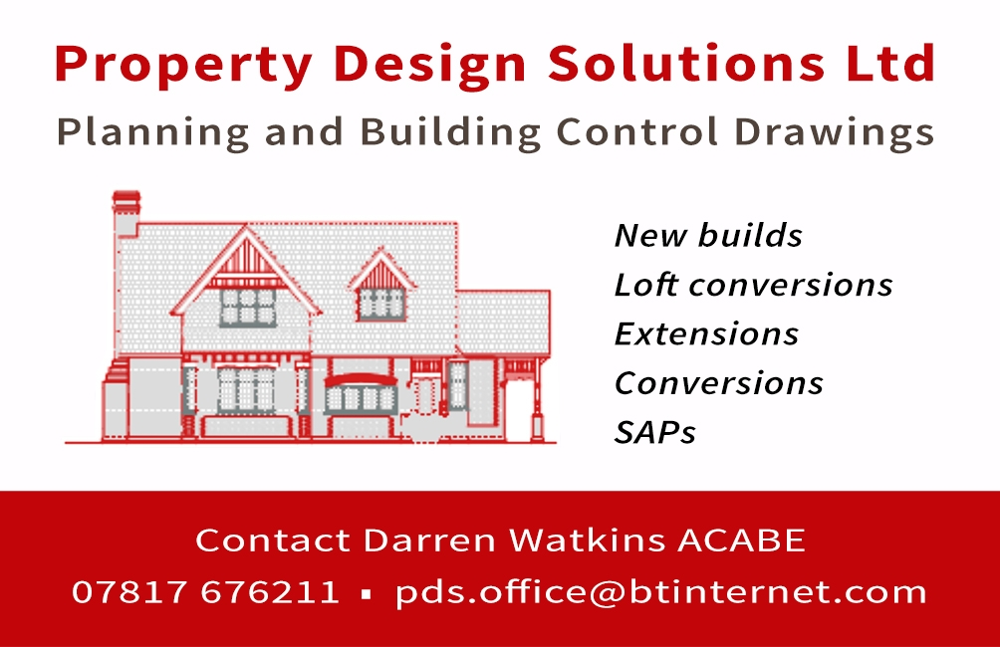 Property Design Solutions Ltd
Planning and Building Control Drawings
New builds
Loft conversions
Extensions
Conversions
SAPs
Contact Darren Watkins ACABE
07817 676211 ▪ pds.office@btinternet.com